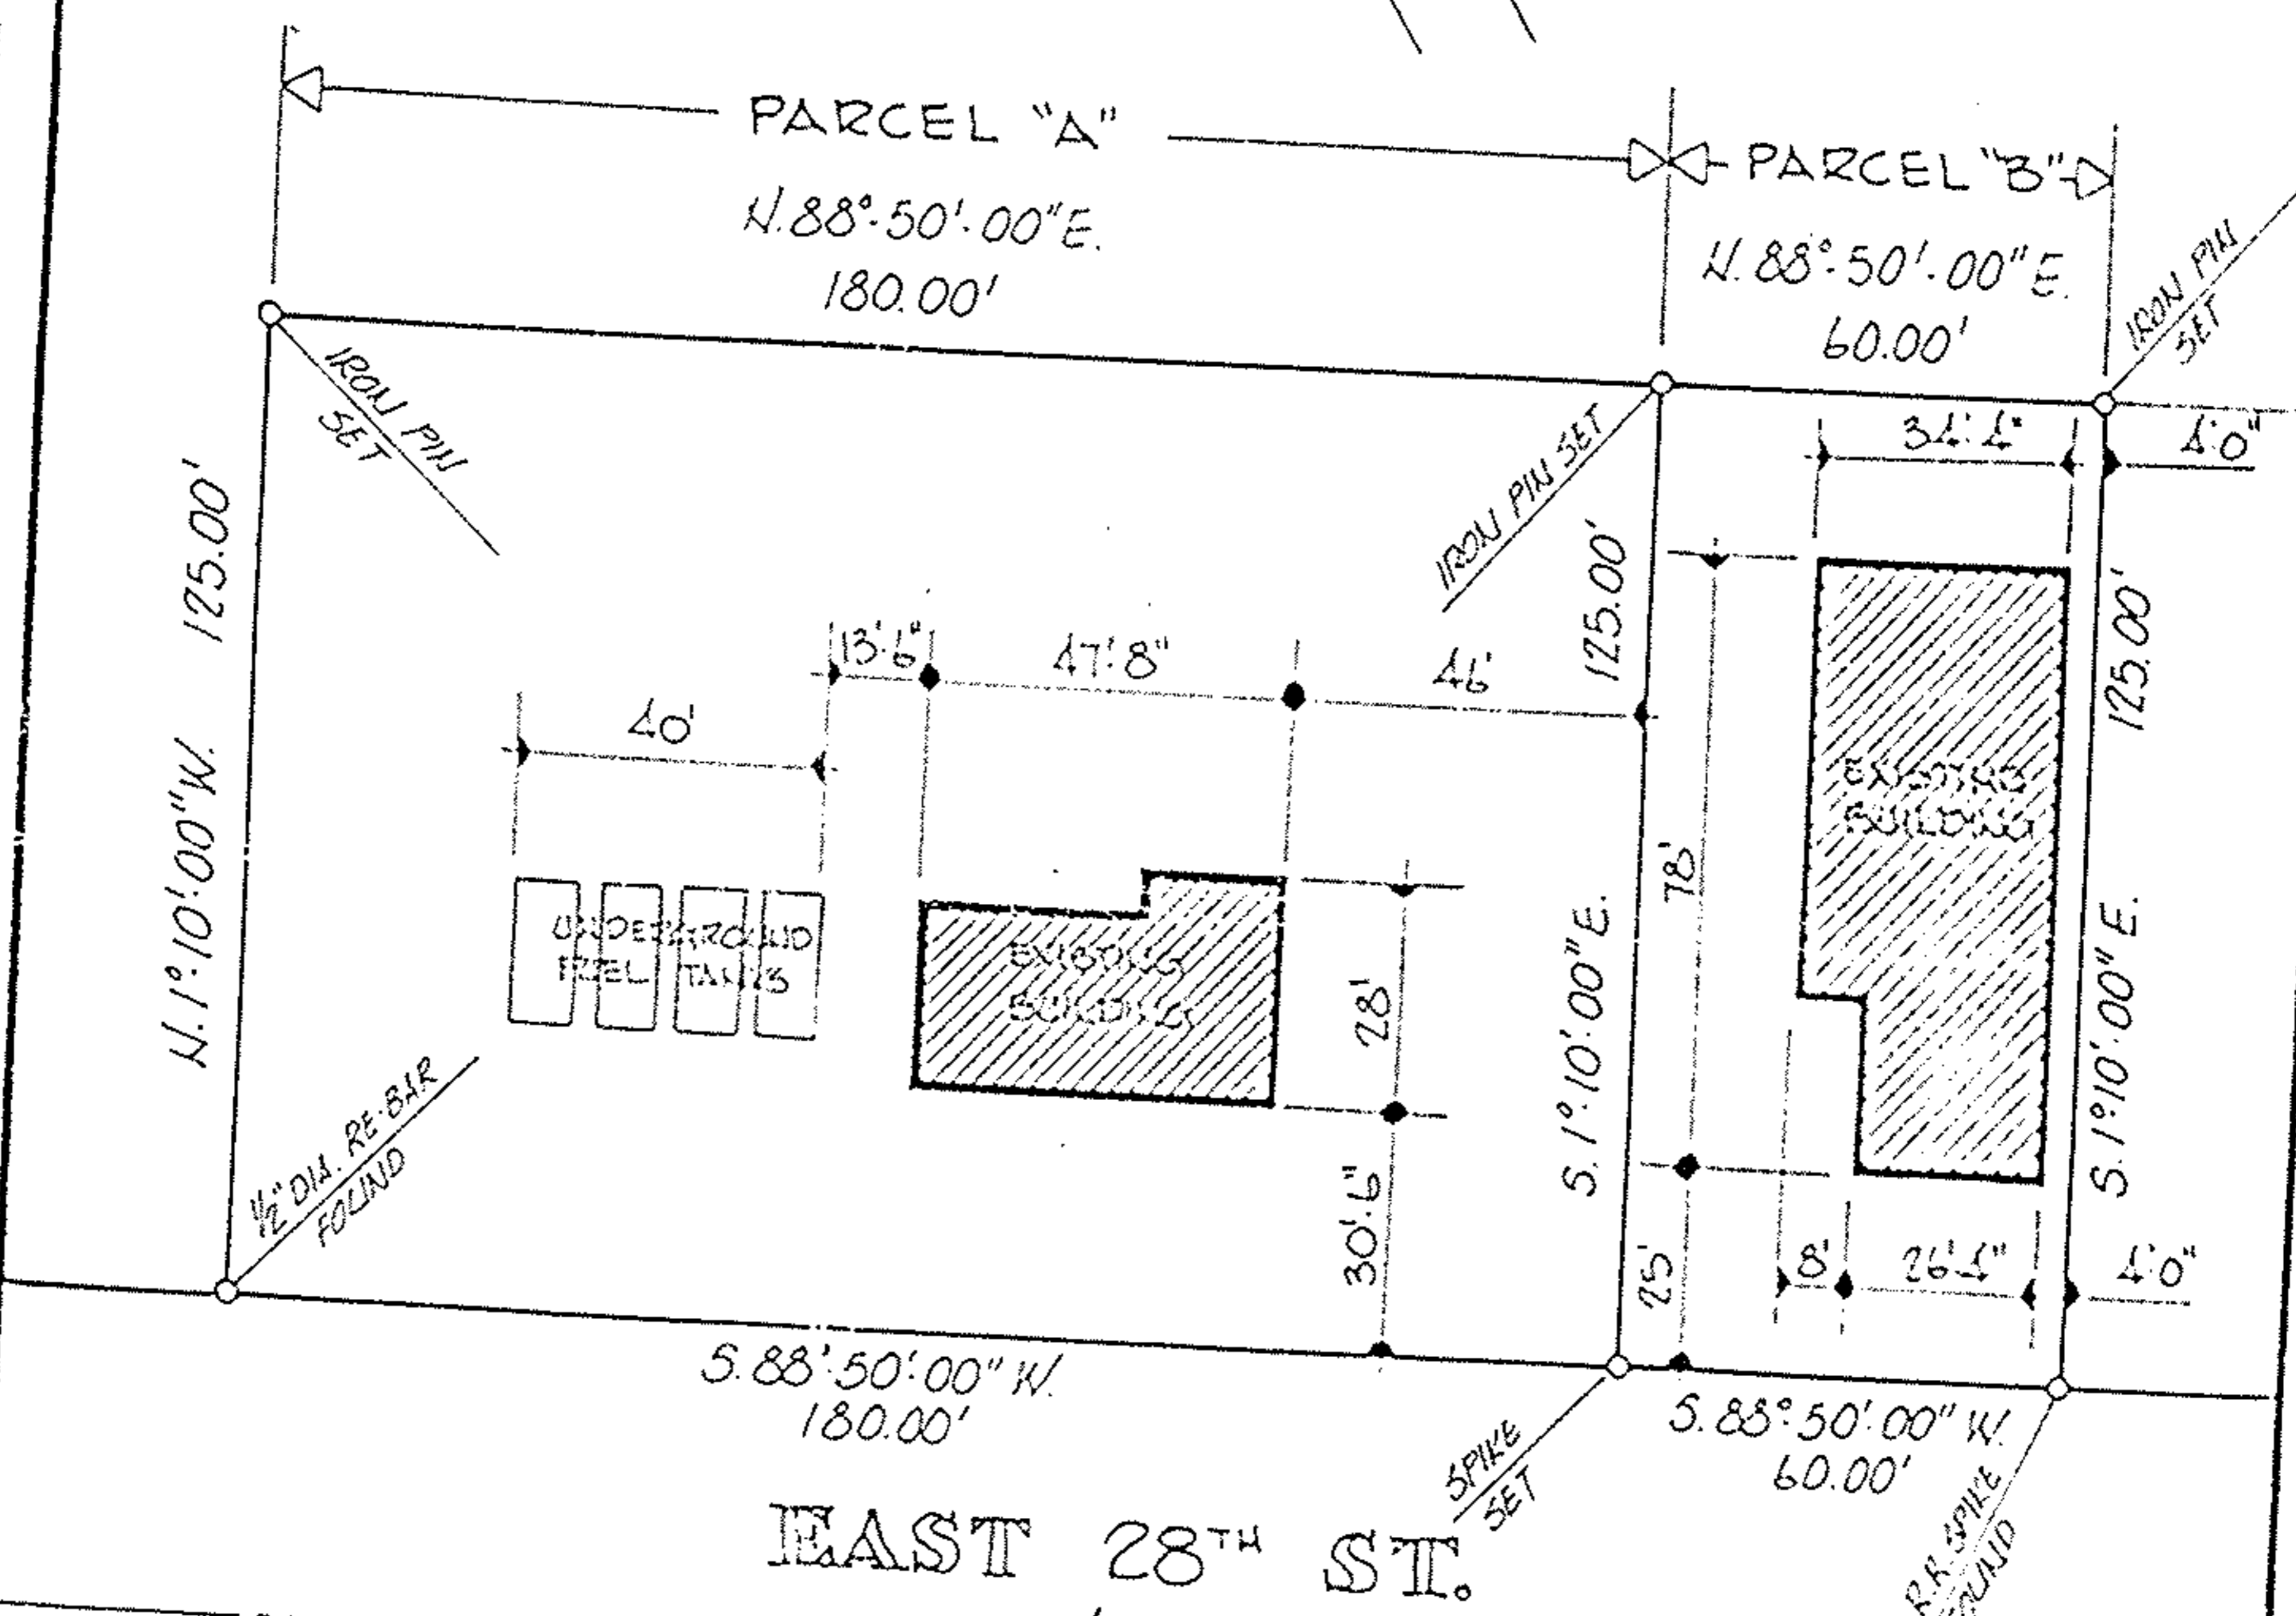 PARCEL "A"
PARCEL "B"
N. 88°-50'-00" E.
180.00'
N. 88°-50'-00" E.
60.00'
IRON PIN
SET
IRON PIN
SET
IRON PIN SET
34'-4"
4'-0"
N. 1°-10'-00" W. 125.00'
S. 1°-10'-00" E. 125.00'
S. 1°-10'-00" E. 125.00'
13'-6"
47'-8"
46'
40'
78'
EXISTING
BUILDING
UNDERGROUND
FUEL TANKS
EXISTING
BUILDING
28'
30'-6"
25'
8'
26'-4"
4'-0"
1/2" DIA. RE-BAR
FOUND
S. 88°-50'-00" W.
180.00'
S. 88°-50'-00" W.
60.00'
SPIKE
SET
R.R. SPIKE
FOUND
EAST 28TH ST.